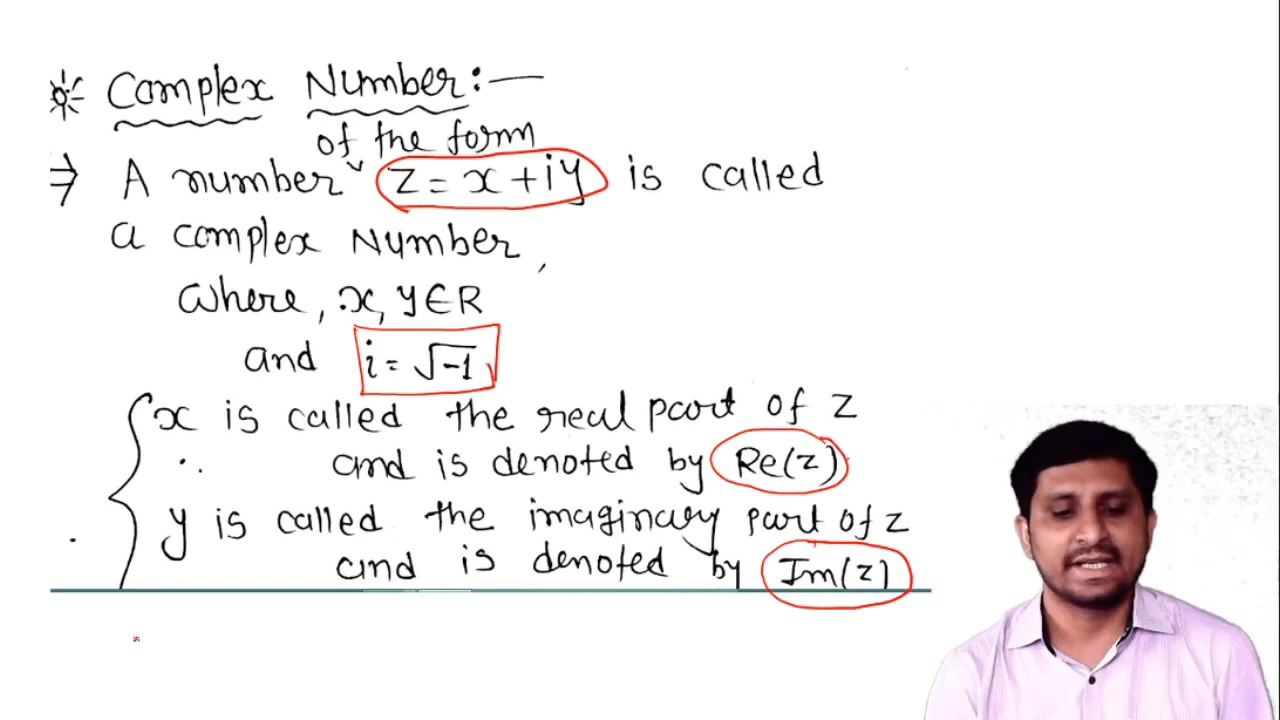 Complex Number:—
of the form
⇒ A number ˅ z = x + iy is called
a complex Number,
where, x, y ∈ R
and i = √-1
x is called the real part of z
∴ and is denoted by Re(z)
y is called the imaginary part of z
and is denoted by Im(z)